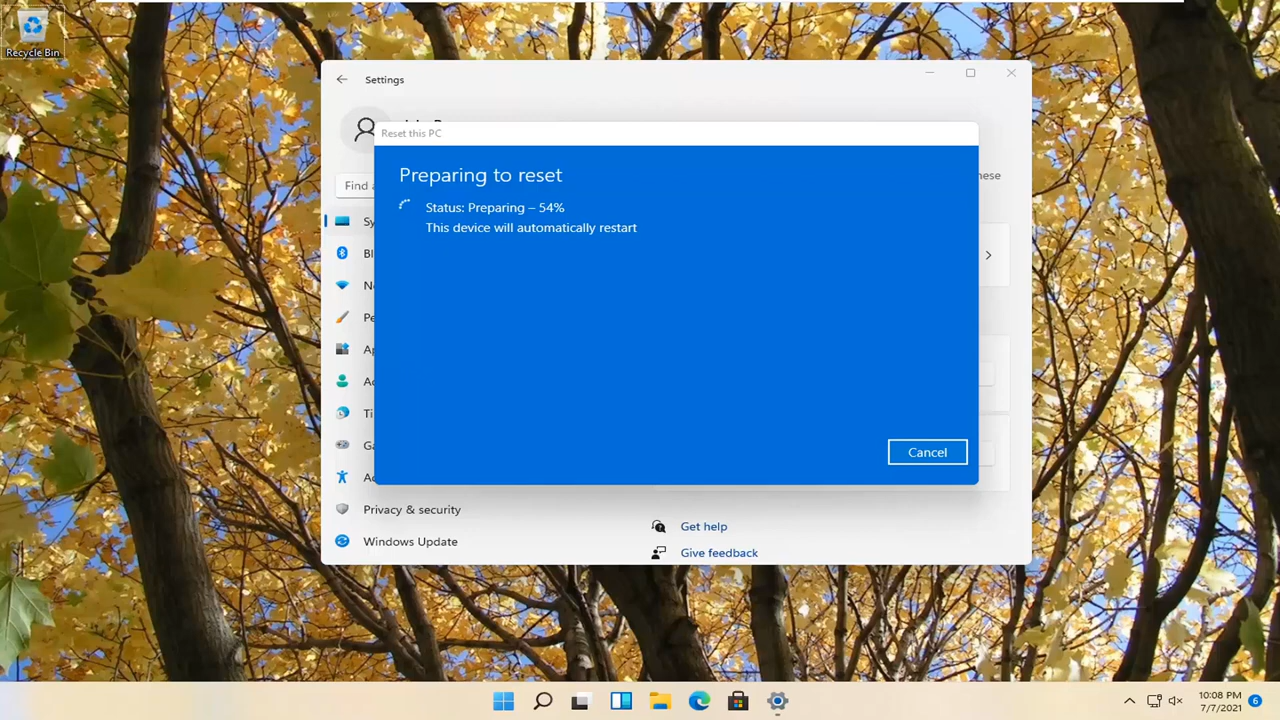 Recycle Bin
Settings
Reset this PC
Preparing to reset
Status: Preparing – 54%
This device will automatically restart
Cancel
Find
Privacy & security
Windows Update
Get help
Give feedback
10:08 PM
7/7/2021
6